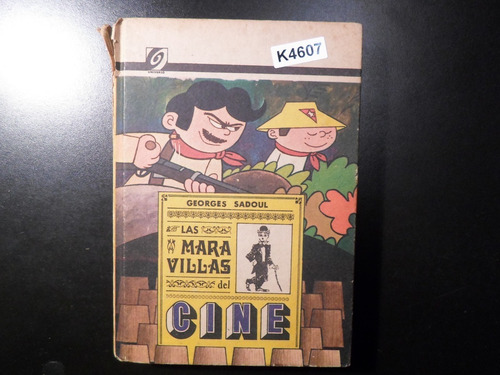 K4607
GEORGES SADOUL
LAS
MARA
VILLAS
del
CINE